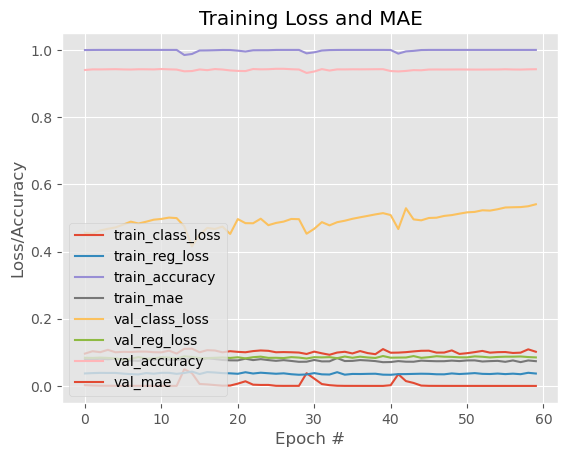 Training Loss and MAE
1.0
0.8
0.6
0.4
0.2
0.0
Loss/Accuracy
train_class_loss
train_reg_loss
train_accuracy
train_mae
val_class_loss
val_reg_loss
val_accuracy
val_mae
0 10 20 30 40 50 60
Epoch #